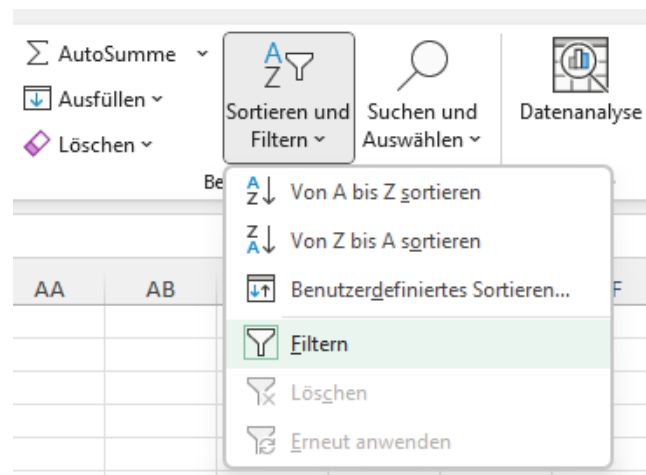 AutoSumme
Ausfüllen
Löschen
Sortieren und
Filtern
Suchen und
Auswählen
Datenanalyse
Be
Von A bis Z sortieren
Von Z bis A sortieren
Benutzerdefiniertes Sortieren...
Filtern
Löschen
Erneut anwenden
AA AB F